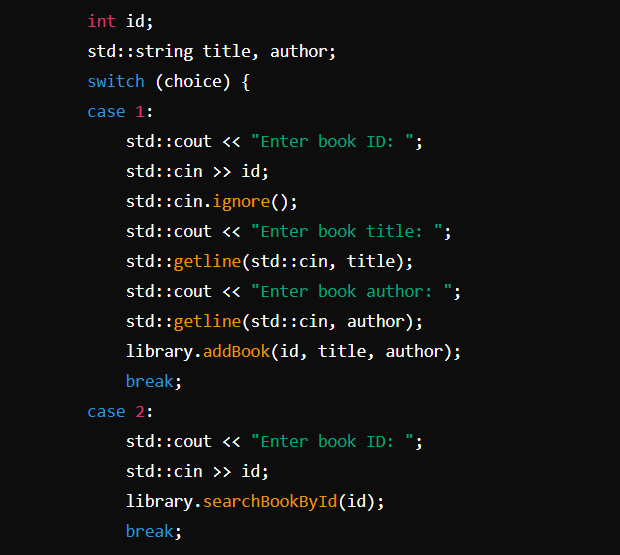 int id;
std::string title, author;
switch (choice) {
case 1:
    std::cout << "Enter book ID: ";
    std::cin >> id;
    std::cin.ignore();
    std::cout << "Enter book title: ";
    std::getline(std::cin, title);
    std::cout << "Enter book author: ";
    std::getline(std::cin, author);
    library.addBook(id, title, author);
    break;
case 2:
    std::cout << "Enter book ID: ";
    std::cin >> id;
    library.searchBookById(id);
    break;